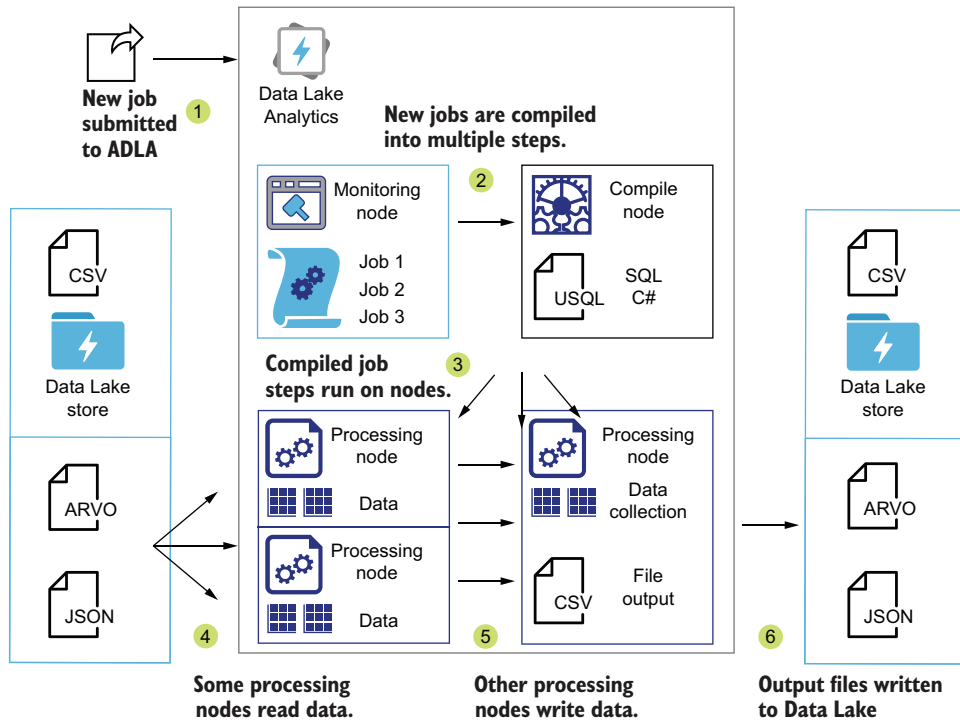 New job
submitted
to ADLA
1
Data Lake
Analytics
New jobs are compiled
into multiple steps.
2
Monitoring
node
Job 1
Job 2
Job 3
Compile
node
USQL
SQL
C#
CSV
Data Lake
store
ARVO
JSON
Compiled job
steps run on nodes.
3
Processing
node
Data
Processing
node
Data
Processing
node
Data
collection
CSV
File
output
CSV
Data Lake
store
ARVO
JSON
4
Some processing
nodes read data.
5
Other processing
nodes write data.
6
Output files written
to Data Lake